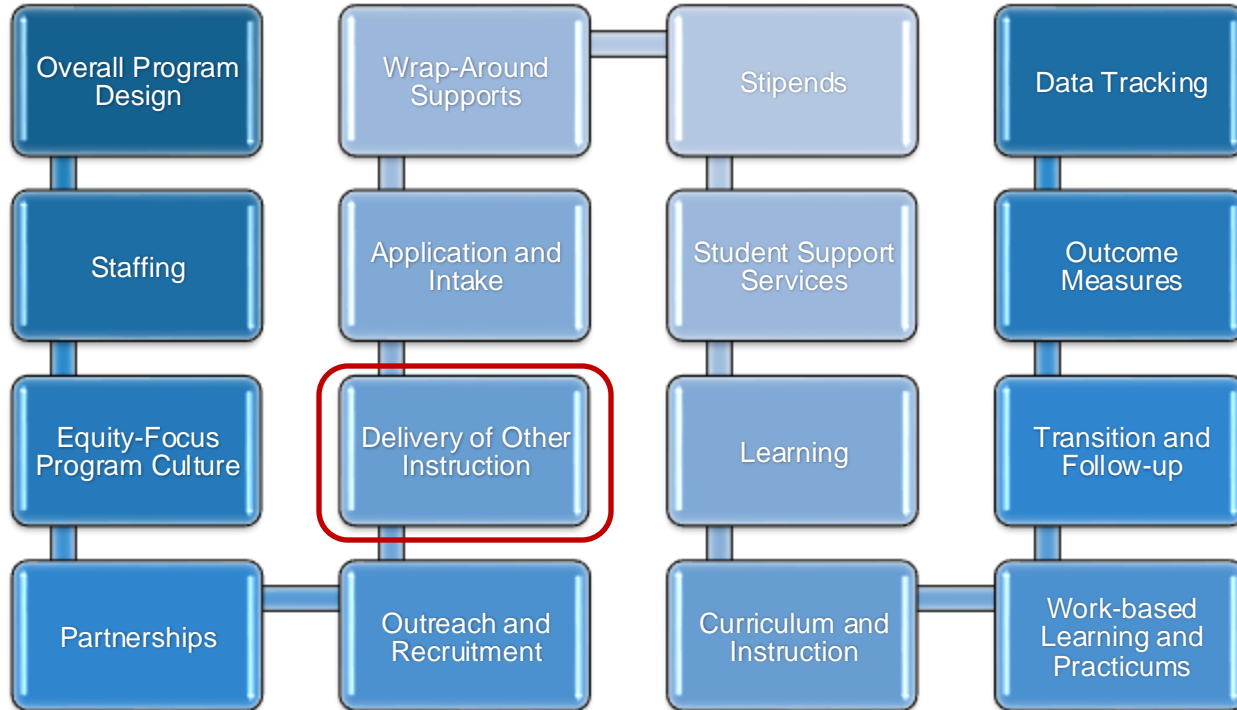 Overall Program
Design
Staffing
Equity-Focus
Program Culture
Partnerships
Outreach and
Recruitment
Delivery of Other
Instruction
Application and
Intake
Wrap-Around
Supports
Stipends
Student Support
Services
Learning
Curriculum and
Instruction
Work-based
Learning and
Practicums
Transition and
Follow-up
Outcome
Measures
Data Tracking